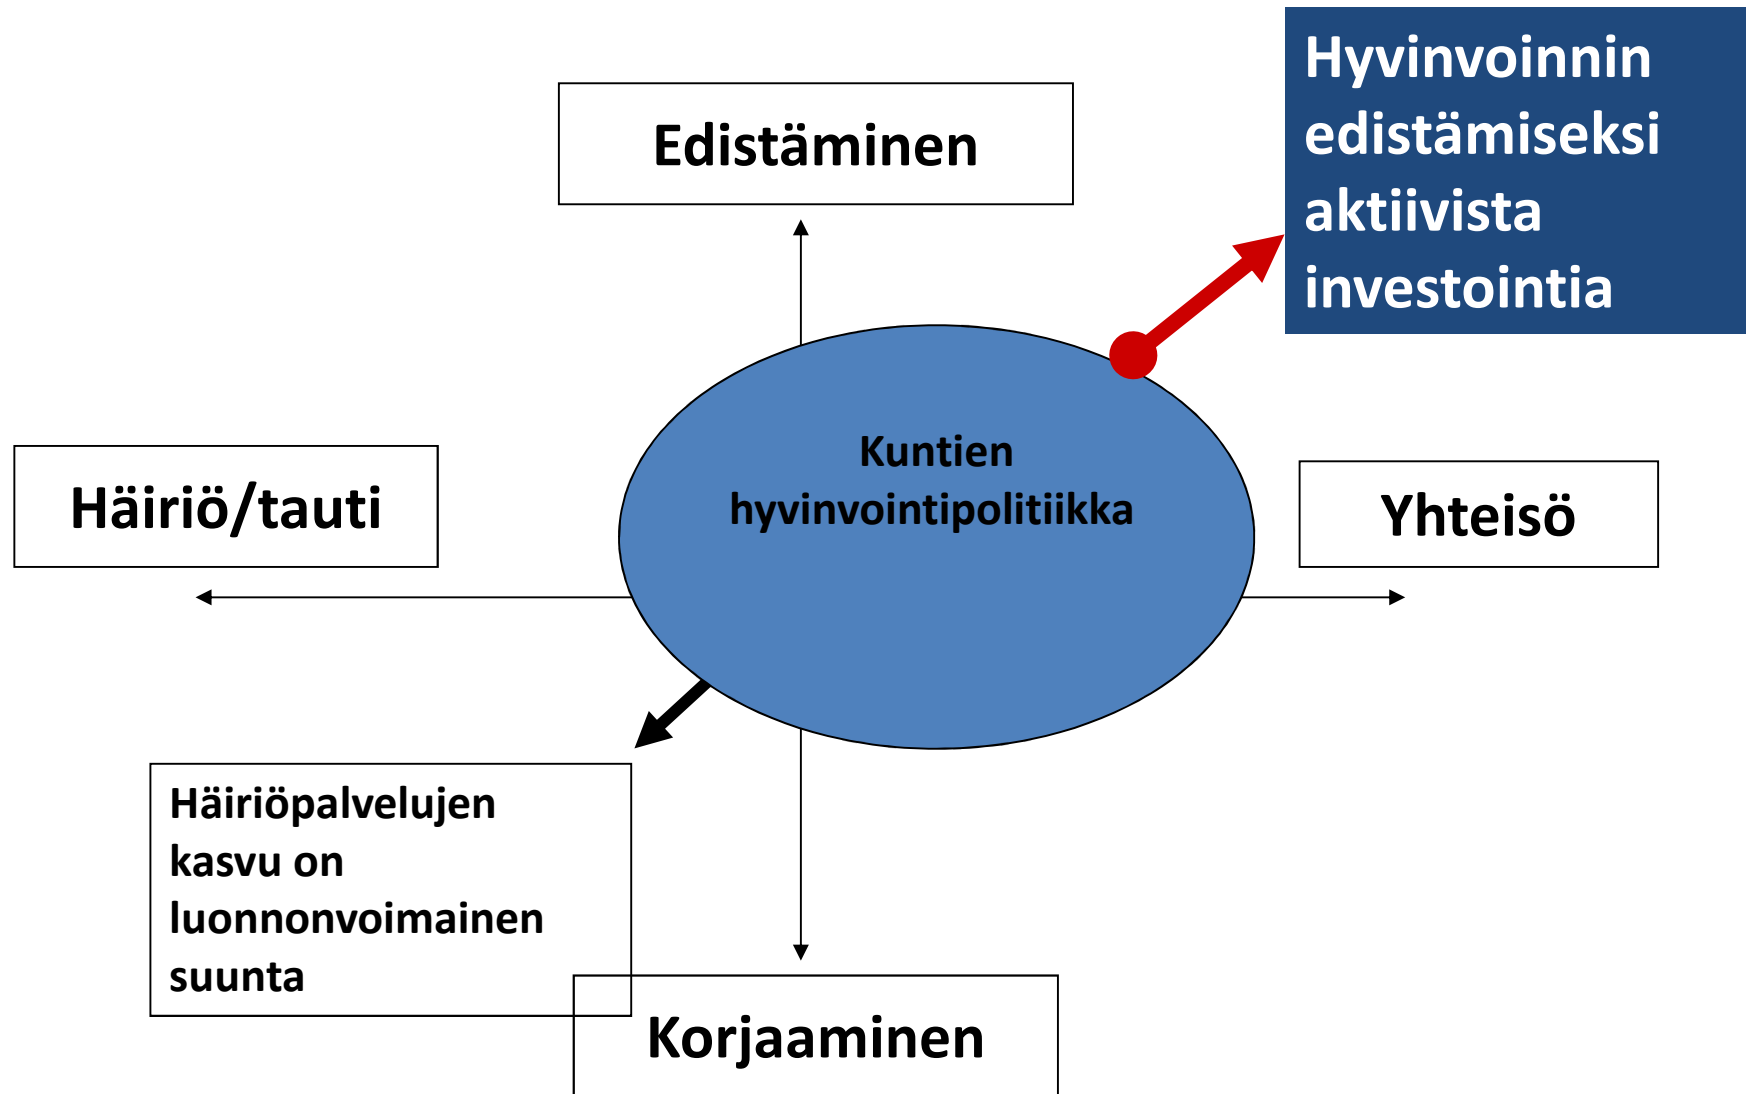 Hyvinvoinnin
edistämiseksi
aktiivista
investointia
Edistäminen
Kuntien
hyvinvointipolitiikka
Häiriö/tauti
Yhteisö
Häiriöpalvelujen
kasvu on
luonnonvoimainen
suunta
Korjaaminen